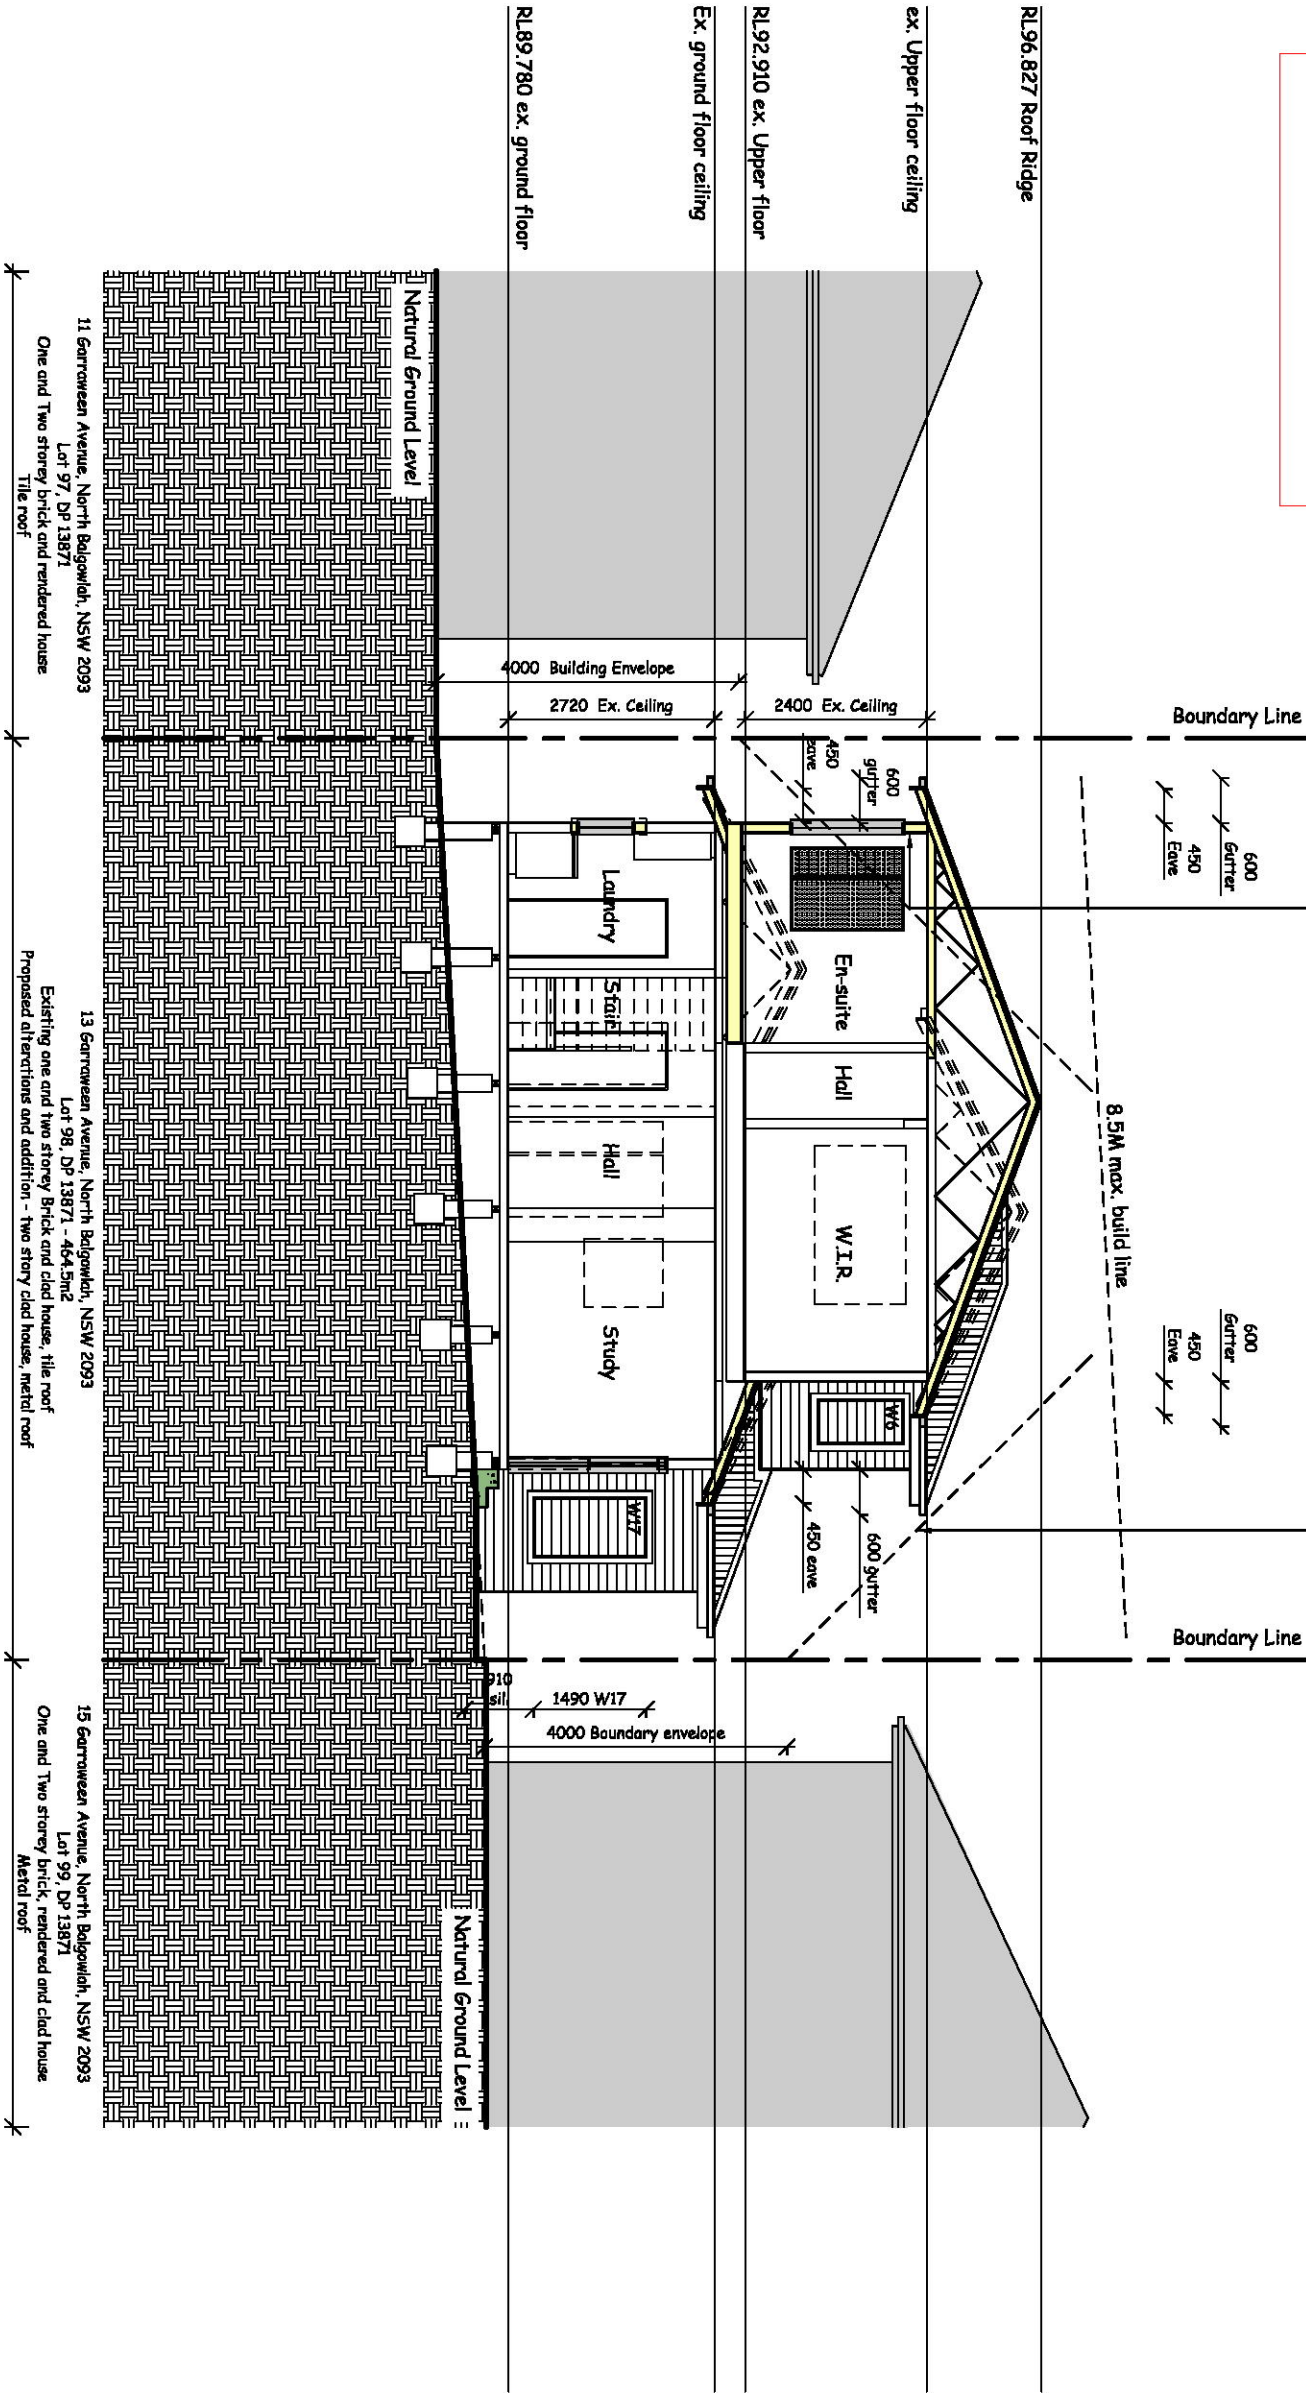 RL96.827 Roof Ridge
ex. Upper floor ceiling
RL92.910 ex. Upper floor
Ex. ground floor ceiling
RL89.780 ex. ground floor
Boundary Line
Boundary Line
600
Gutter
450
Eave
600
Gutter
450
Eave
8.5M max. build line
600
gutter
450
eave
4000 Building Envelope
2720 Ex. Ceiling
2400 Ex. Ceiling
En-suite
Hall
W.I.R.
W6
600 gutter
450 eave
Laundry
Stair
Hall
Study
W17
910
sil
1490 W17
4000 Boundary envelope
Natural Ground Level
Natural Ground Level
11 Garraween Avenue, North Balgowlah, NSW 2093
Lot 97, DP 13871
One and Two storey brick and rendered house
Tile roof
13 Garraween Avenue, North Balgowlah, NSW 2093
Lot 98, DP 13871 - 464.5m2
Existing one and two storey Brick and clad house, tile roof
Proposed alterations and addition - two story clad house, metal roof
15 Garraween Avenue, North Balgowlah, NSW 2093
Lot 99, DP 13871
One and Two storey brick, rendered and clad house
Metal roof